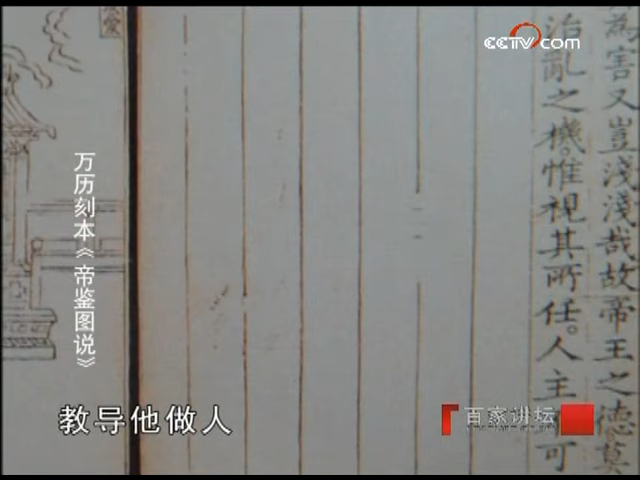 CCTV.com
為害又豈淺淺哉故帝王之德莫
治亂之機。惟視其所任。人主
可
万历刻本《帝鉴图说》
教导他做人
百家讲坛